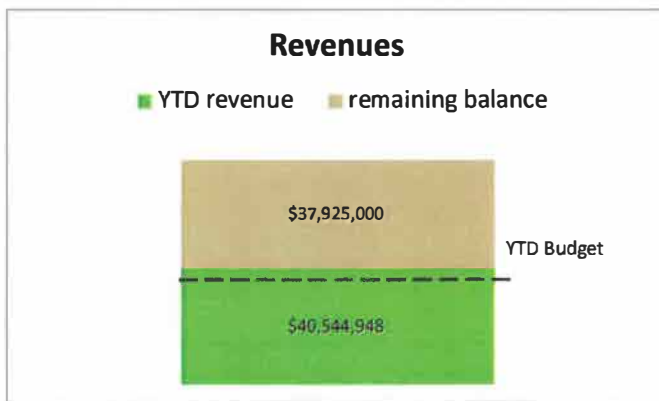 Revenues
YTD revenue remaining balance
$37,925,000
YTD Budget
$40,544,948